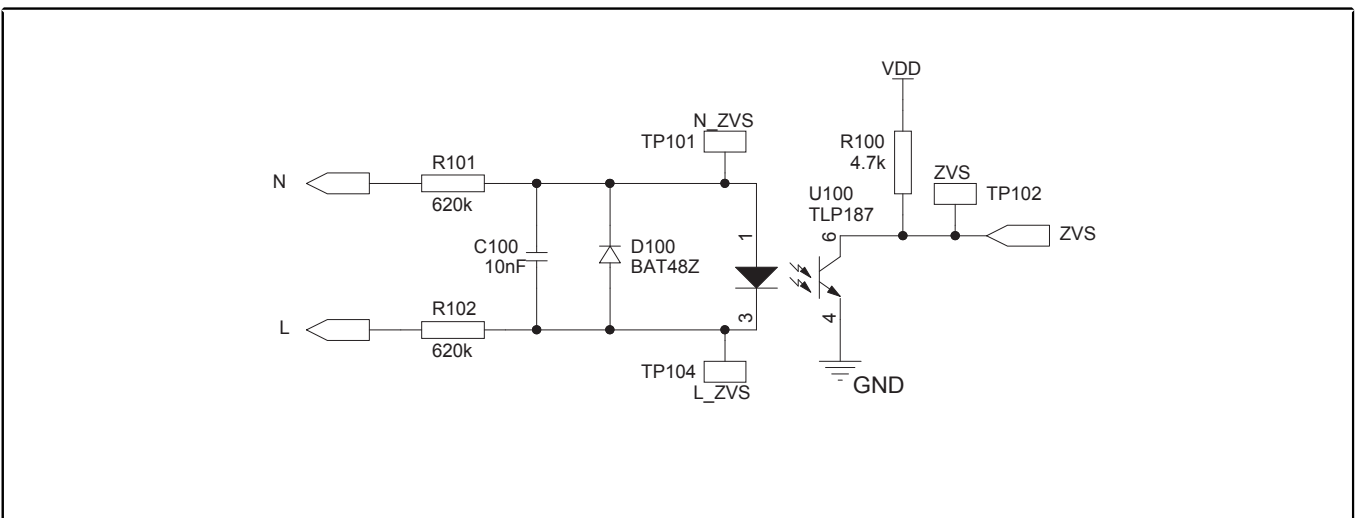 VDD
N_ZVS
TP101
R100
4.7k
ZVS
TP102
R101
N
620k
U100
TLP187
1
6
ZVS
C100
10nF
D100
BAT48Z
R102
L
620k
3
4
TP104
L_ZVS
GND